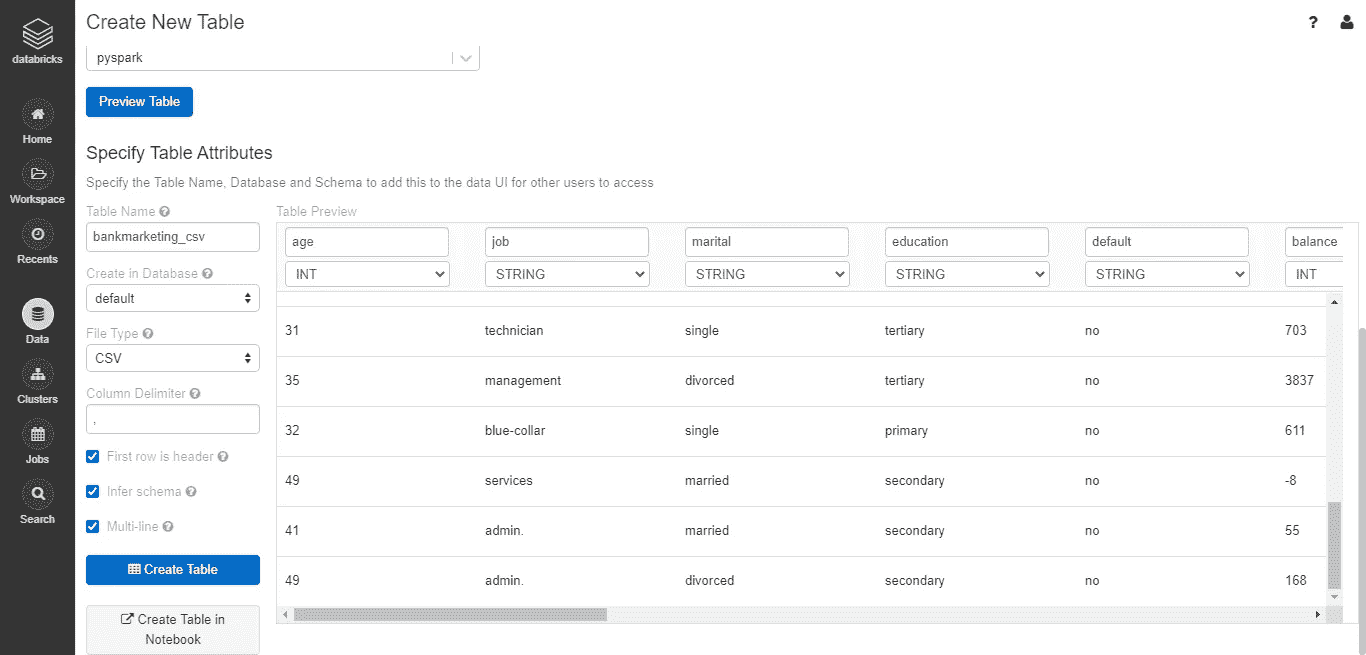 databricks
Home
Workspace
Recents
Data
Clusters
Jobs
Search
Create New Table
?
pyspark
Preview Table
Specify Table Attributes
Specify the Table Name, Database and Schema to add this to the data UI for other users to access
Table Name ?
bankmarketing_csv
Create in Database ?
default
File Type ?
CSV
Column Delimiter ?
,
First row is header ?
Infer schema ?
Multi-line ?
Create Table
Create Table in
Notebook
Table Preview
age job marital education default balance
INT STRING STRING STRING STRING INT
31 technician single tertiary no 703
35 management divorced tertiary no 3837
32 blue-collar single primary no 611
49 services married secondary no -8
41 admin. married secondary no 55
49 admin. divorced secondary no 168